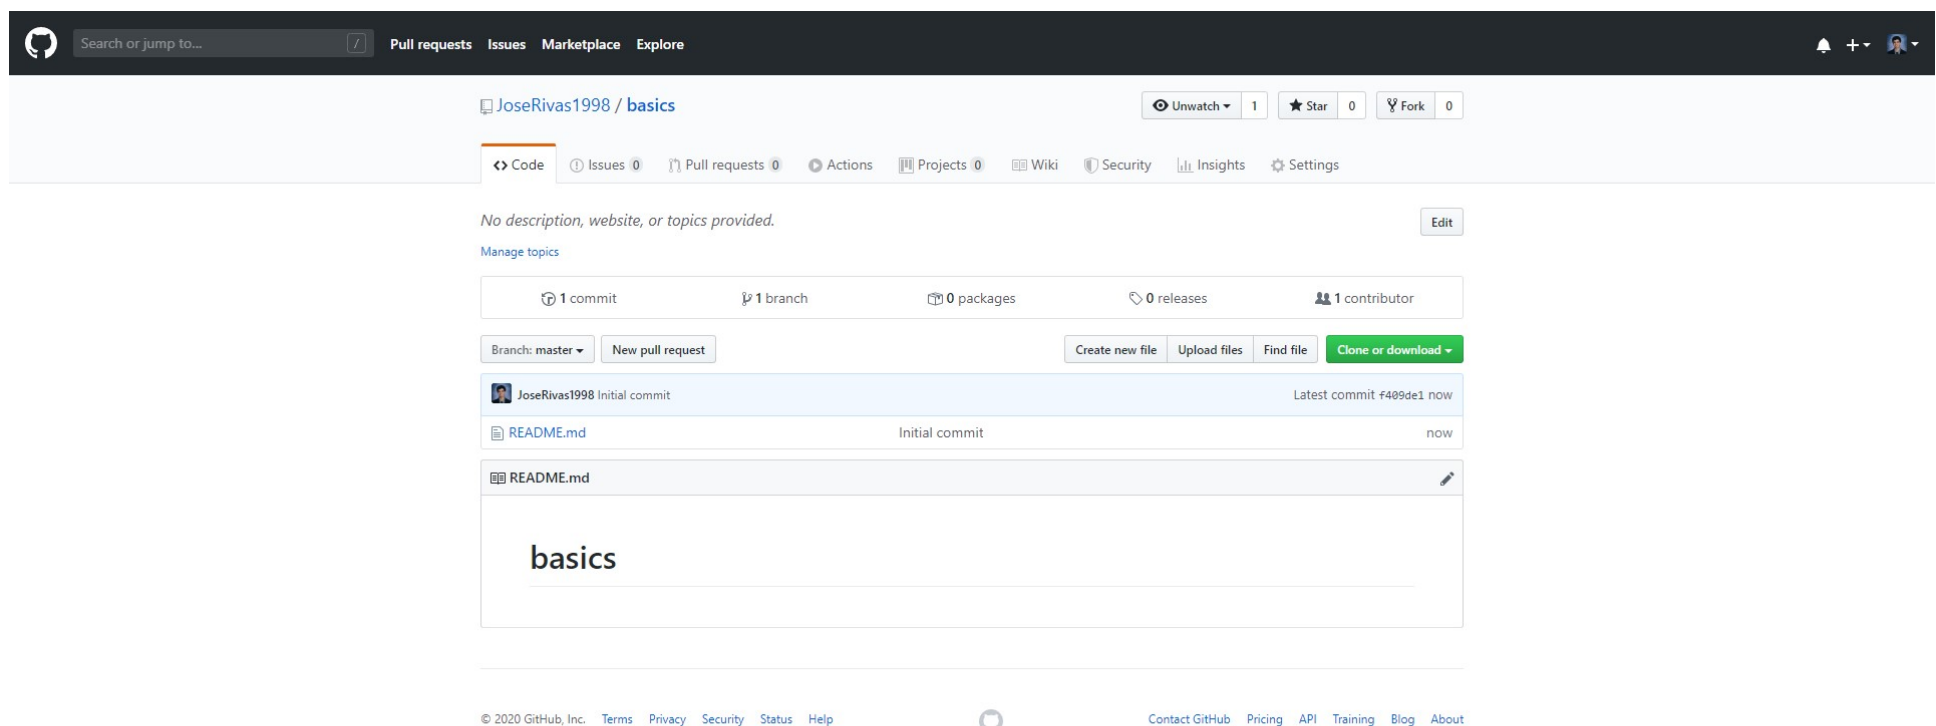 Search or jump to... / Pull requests Issues Marketplace Explore
JoseRivas1998 / basics Unwatch 1 Star 0 Fork 0
Code Issues 0 Pull requests 0 Actions Projects 0 Wiki Security Insights Settings
No description, website, or topics provided. Edit
Manage topics
1 commit 1 branch 0 packages 0 releases 1 contributor
Branch: master New pull request Create new file Upload files Find file Clone or download
JoseRivas1998 Initial commit Latest commit f409de1 now
README.md Initial commit now
README.md
basics
© 2020 GitHub, Inc. Terms Privacy Security Status Help Contact GitHub Pricing API Training Blog About